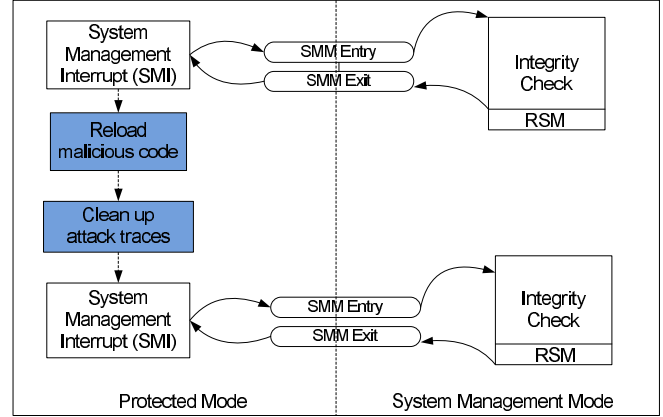 System
Management
Interrupt (SMI)
SMM Entry
SMM Exit
Integrity
Check
RSM
Reload
malicious code
Clean up
attack traces
System
Management
Interrupt (SMI)
SMM Entry
SMM Exit
Integrity
Check
RSM
Protected Mode
System Management Mode